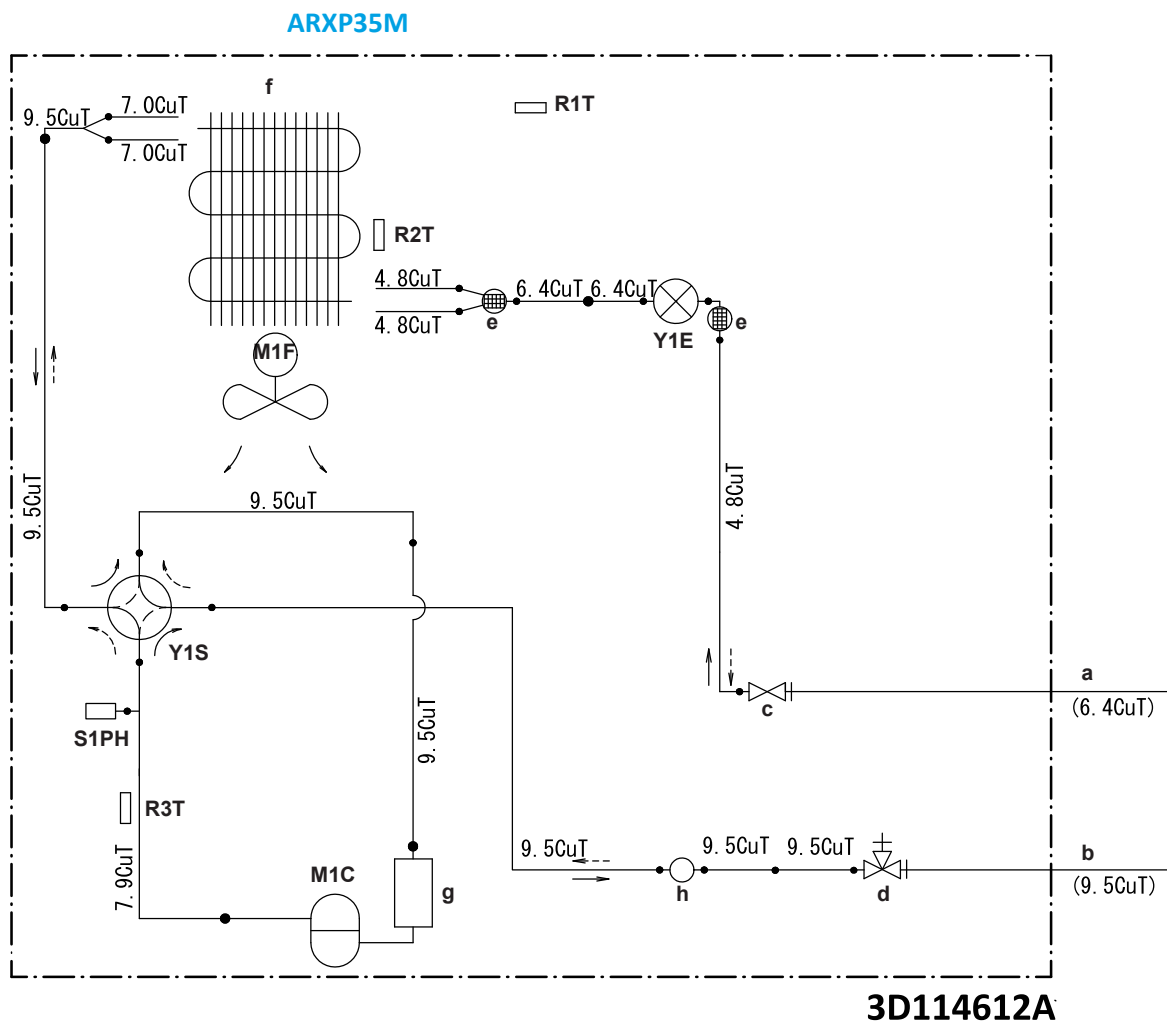 ARXP35M
f
R1T
9.5CuT
7.0CuT
7.0CuT
R2T
4.8CuT
4.8CuT
e
6.4CuT
6.4CuT
Y1E
e
M1F
9.5CuT
9.5CuT
4.8CuT
Y1S
S1PH
R3T
7.9CuT
M1C
g
9.5CuT
c
a
(6.4CuT)
9.5CuT
h
9.5CuT
9.5CuT
d
b
(9.5CuT)
3D114612A